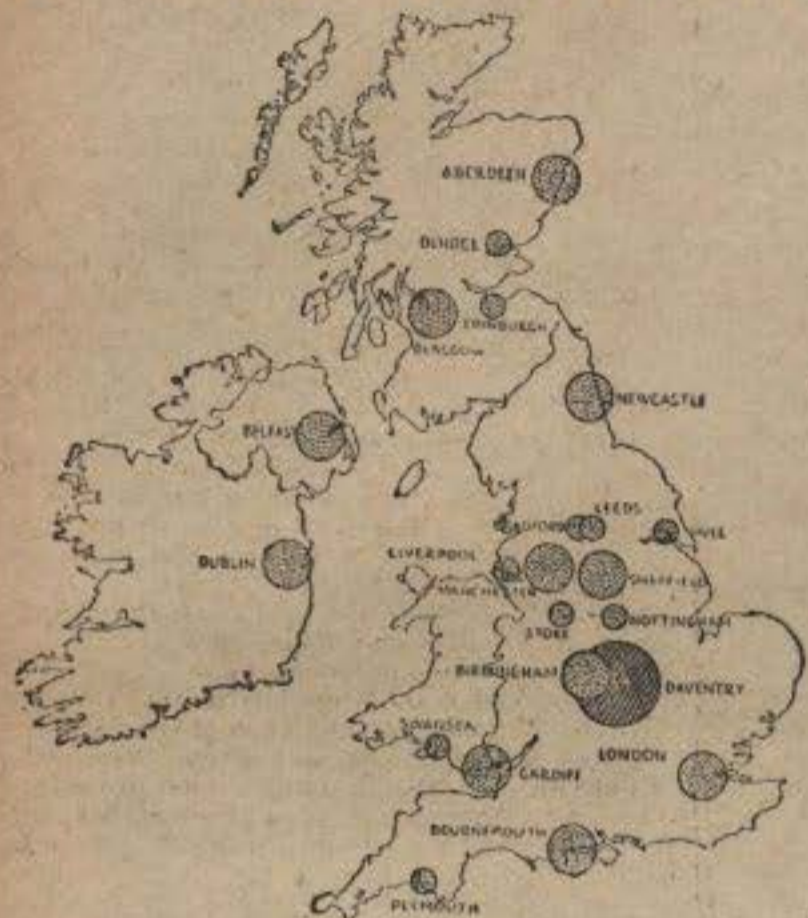 ABERDEEN
DUNDEE
EDINBURGH
GLASGOW
NEWCASTLE
BELFAST
LEEDS
BRADFORD
HULL
DUBLIN
LIVERPOOL
MANCHESTER
SHEFFIELD
STOKE
NOTTINGHAM
BIRMINGHAM
DAVENTRY
SWANSEA
CARDIFF
LONDON
BOURNEMOUTH
PLYMOUTH